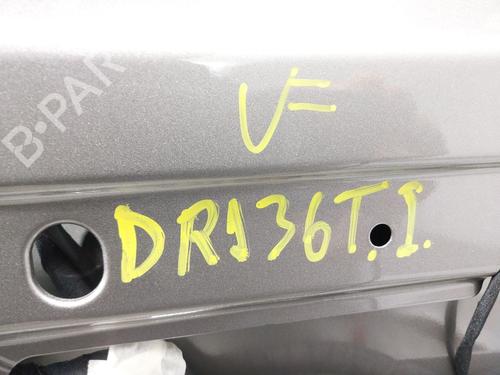 B-PAR
V=
DR136T.I.